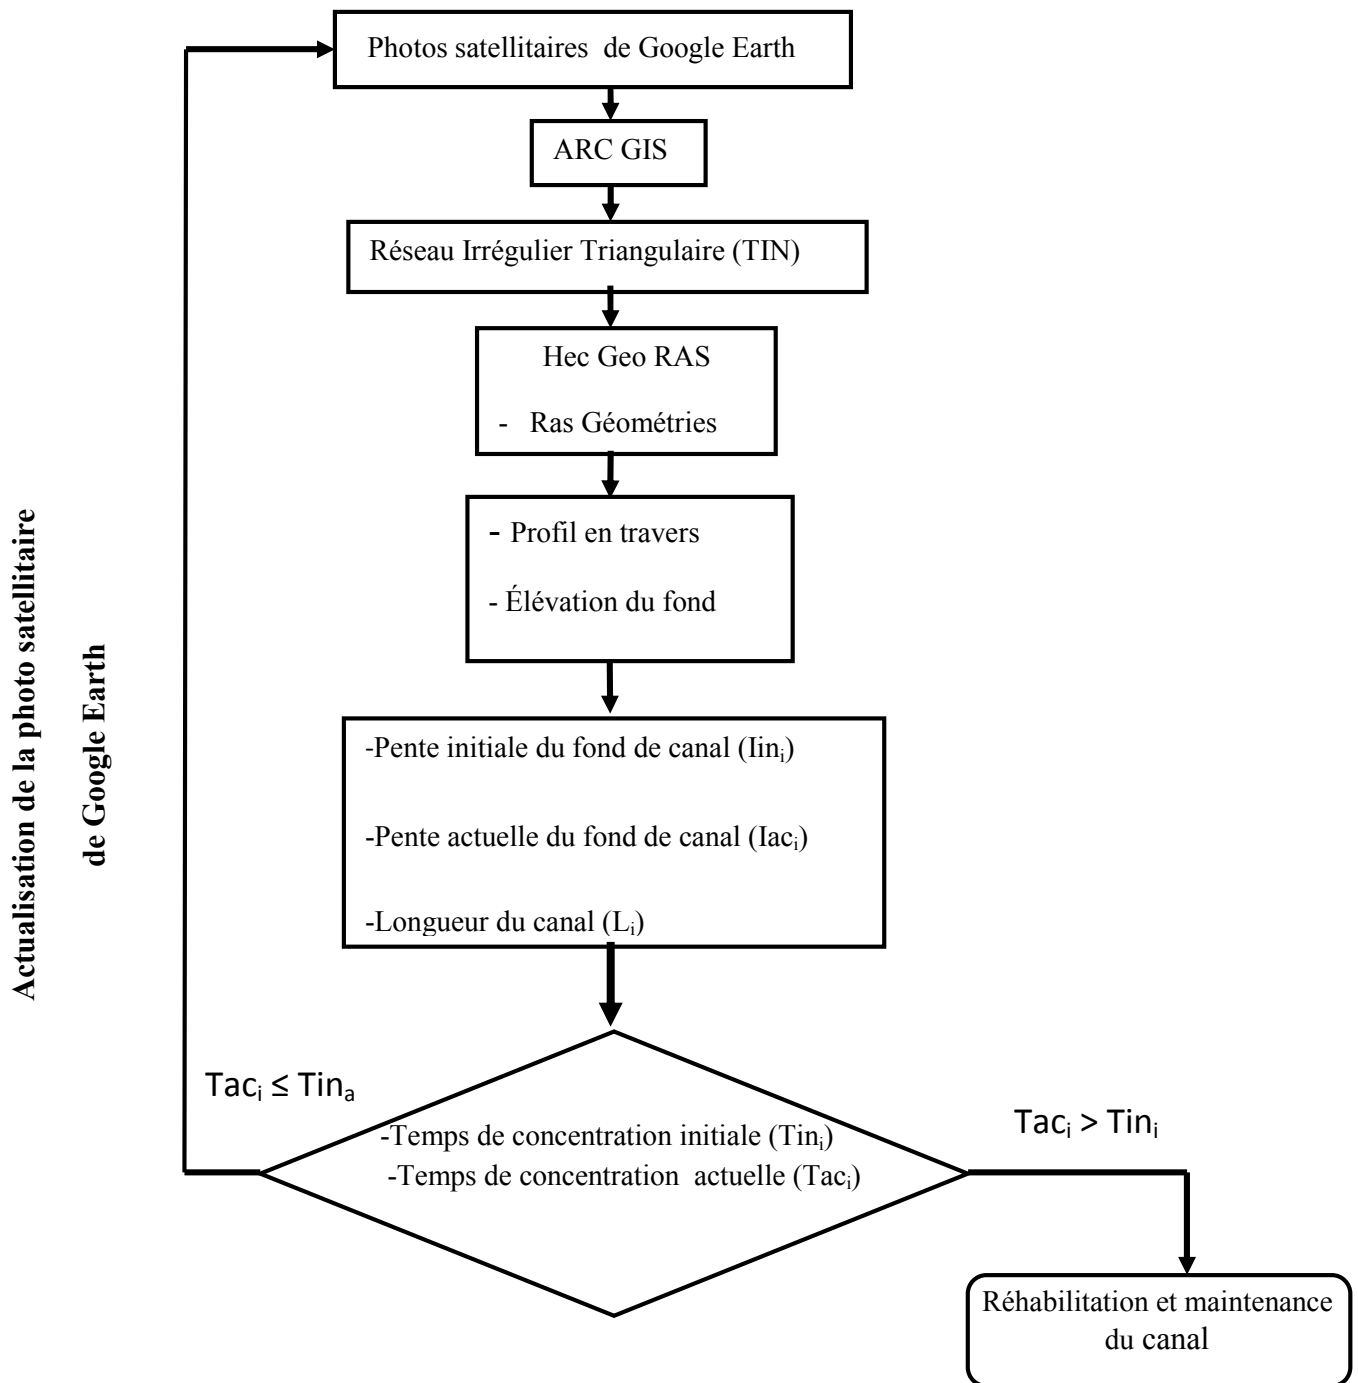 Photos satellitaires de Google Earth
ARC GIS
Réseau Irrégulier Triangulaire (TIN)
Hec Geo RAS
- Ras Géométries
- Profil en travers
- Élévation du fond
-Pente initiale du fond de canal (Iinᵢ)
-Pente actuelle du fond de canal (Iacᵢ)
-Longueur du canal (Lᵢ)
Actualisation de la photo satellitaire
de Google Earth
Tacᵢ ≤ Tinₐ
-Temps de concentration initiale (Tinᵢ)
-Temps de concentration actuelle (Tacᵢ)
Tacᵢ > Tinᵢ
Réhabilitation et maintenance
du canal